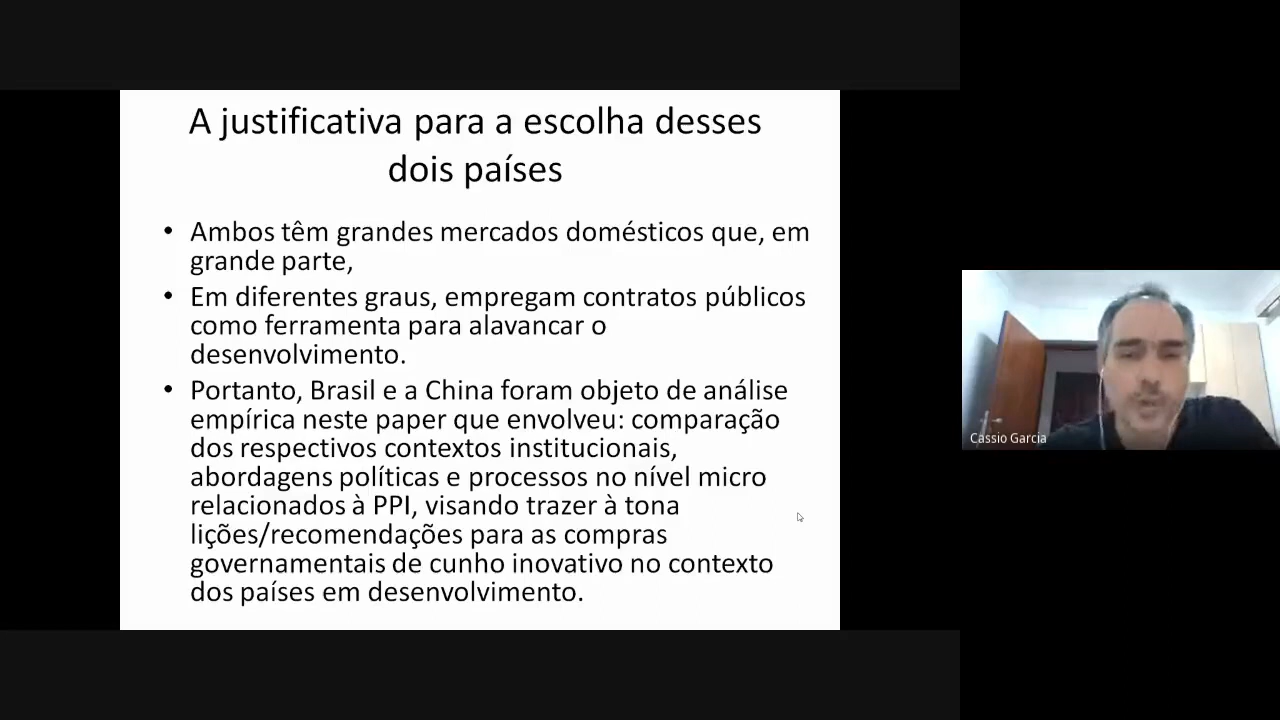 A justificativa para a escolha desses
dois países
• Ambos têm grandes mercados domésticos que, em
grande parte,
• Em diferentes graus, empregam contratos públicos
como ferramenta para alavancar o
desenvolvimento.
• Portanto, Brasil e a China foram objeto de análise
empírica neste paper que envolveu: comparação
dos respectivos contextos institucionais,
abordagens políticas e processos no nível micro
relacionados à PPI, visando trazer à tona
lições/recomendações para as compras
governamentais de cunho inovativo no contexto
dos países em desenvolvimento.
Cassio Garcia